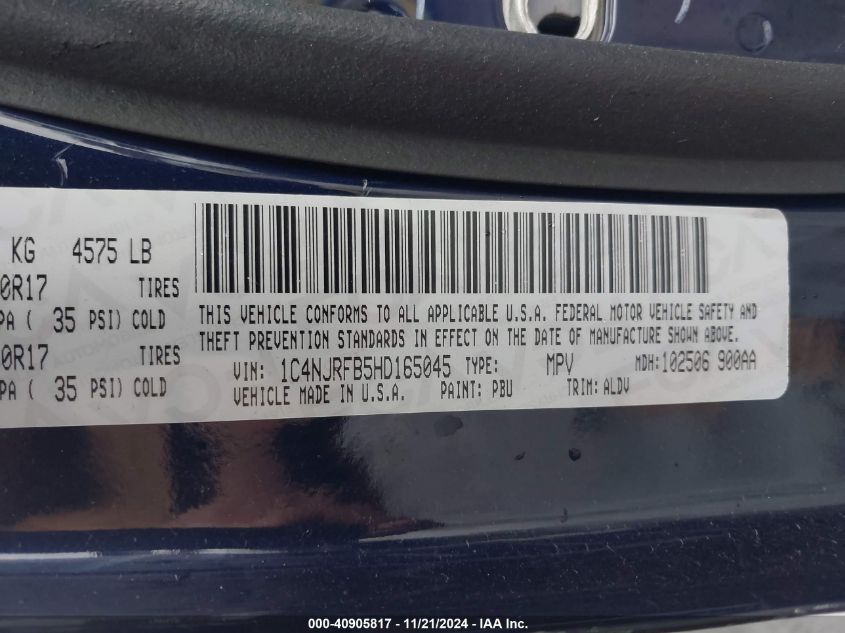 KG 4575 LB
0R17 TIRES
PA ( 35 PSI) COLD
0R17 TIRES
PA ( 35 PSI) COLD
THIS VEHICLE CONFORMS TO ALL APPLICABLE U.S.A. FEDERAL MOTOR VEHICLE SAFETY AND
THEFT PREVENTION STANDARDS IN EFFECT ON THE DATE OF MANUFACTURE SHOWN ABOVE.
VIN: 1C4NJRFB5HD165045 TYPE: MPV MDH:102506 900AA
VEHICLE MADE IN U.S.A. PAINT: PBU TRIM: ALDV
000-40905817 - 11/21/2024 - IAA Inc.